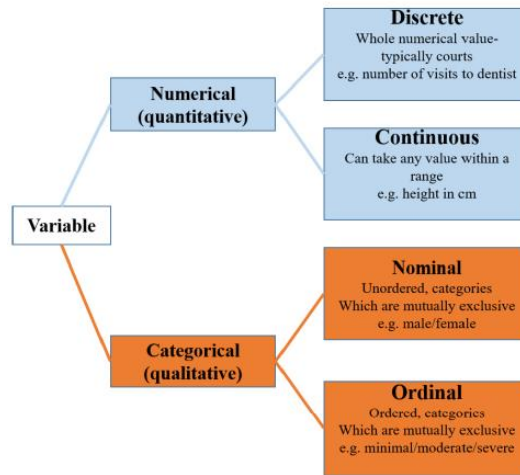 Discrete
Whole numerical value-
typically courts
e.g. number of visits to dentist
Numerical
(quantitative)
Continuous
Can take any value within a
range
e.g. height in cm
Variable
Nominal
Unordered, categories
Which are mutually exclusive
e.g. male/female
Categorical
(qualitative)
Ordinal
Ordered, categories
Which are mutually exclusive
e.g. minimal/moderate/severe